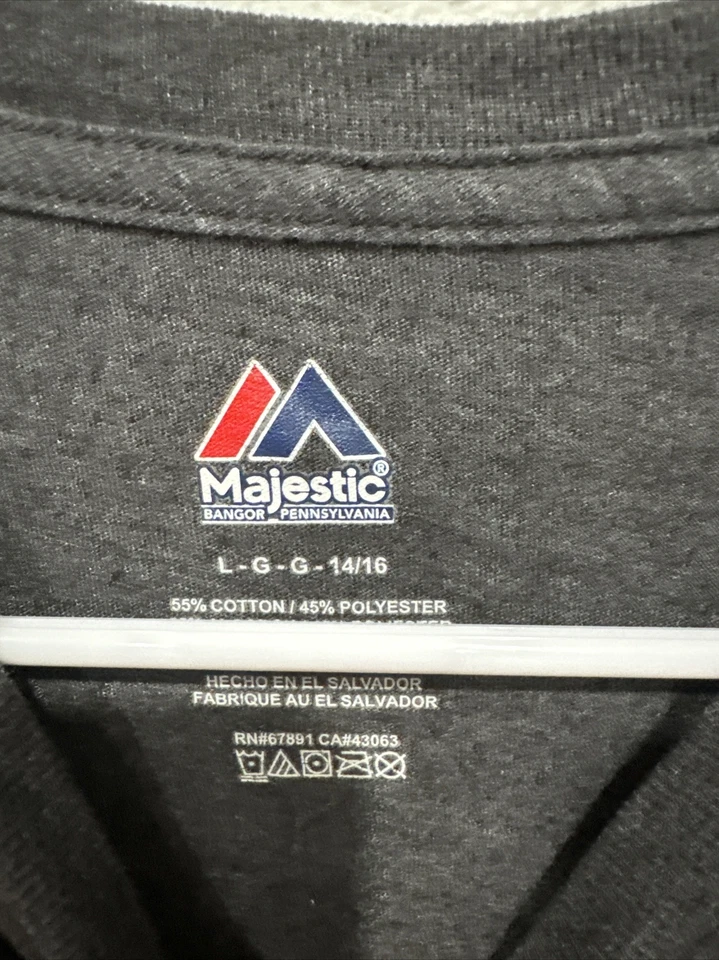 Majestic®
BANGOR PENNSYLVANIA
L - G - G - 14/16
55% COTTON / 45% POLYESTER
HECHO EN EL SALVADOR
FABRIQUE AU EL SALVADOR
RN#67891 CA#43063